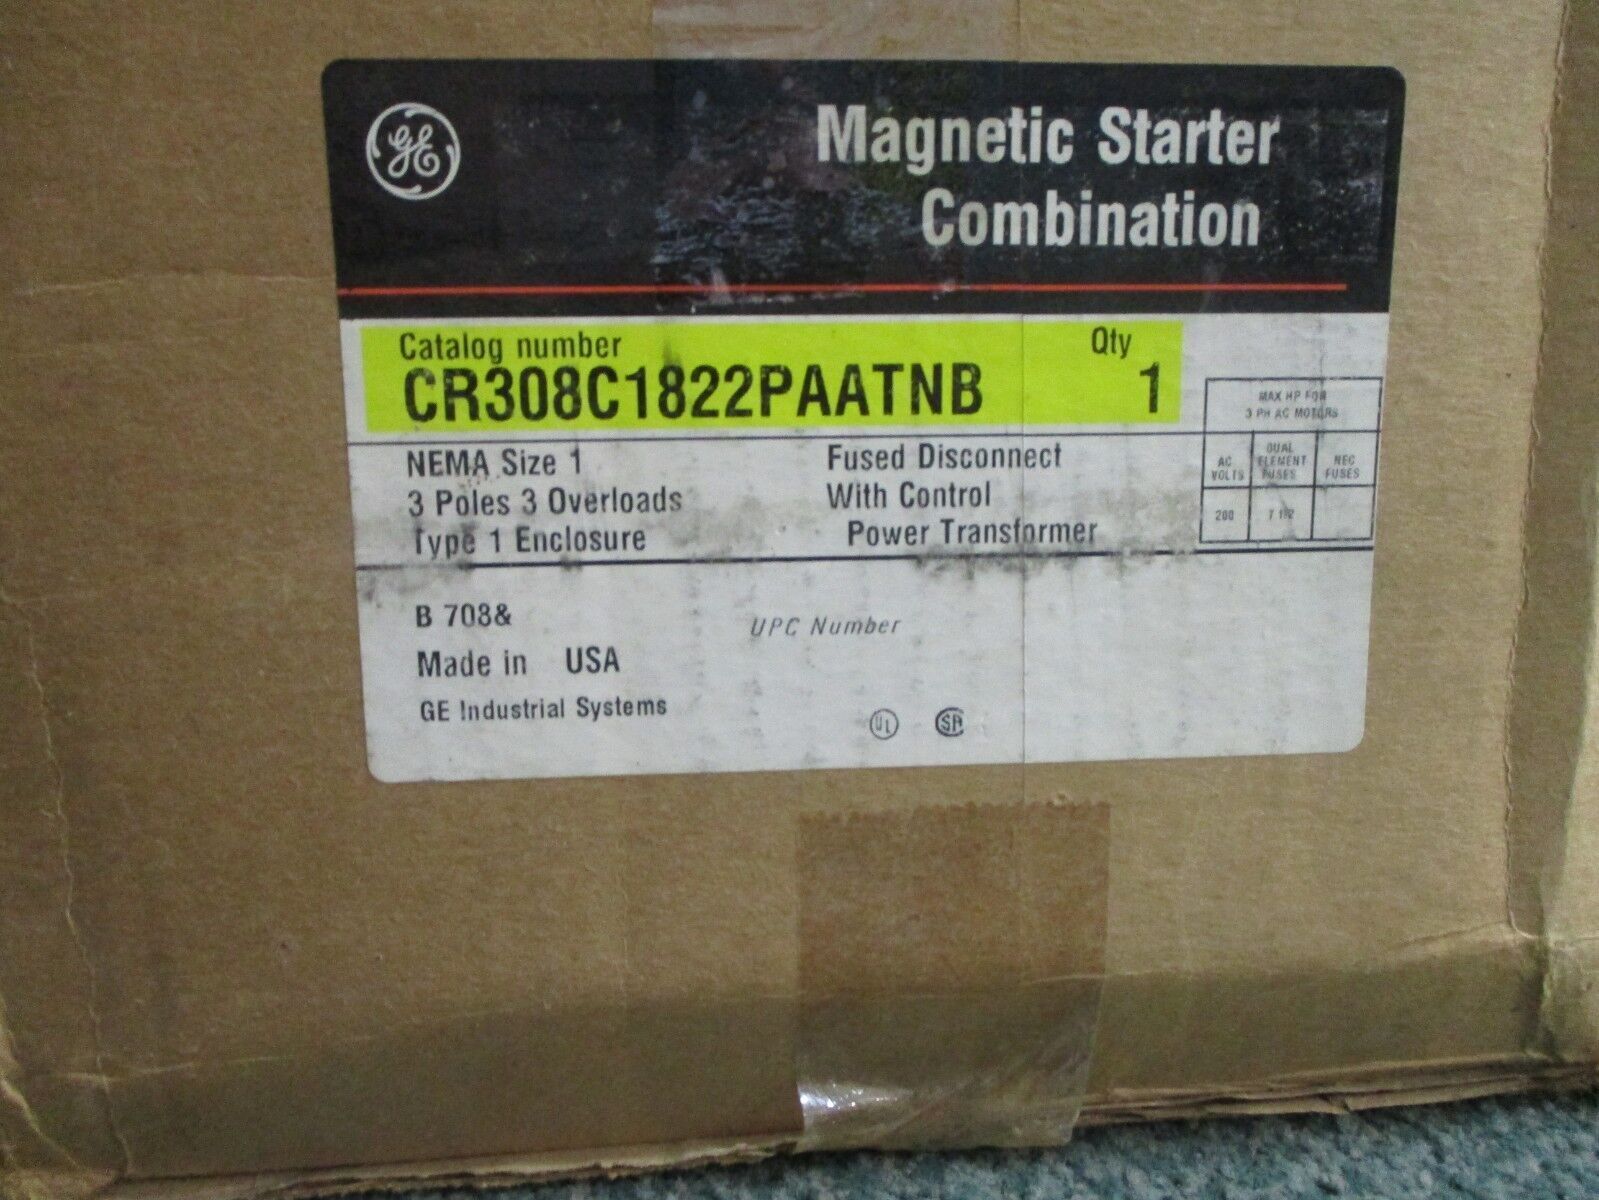 GE
Magnetic Starter
Combination
Catalog number
Qty
CR308C1822PAATNB
1
NEMA Size 1
3 Poles 3 Overloads
Type 1 Enclosure
Fused Disconnect
With Control
Power Transformer
MAX HP FOR
3 PH AC MOTORS
AC
VOLTS
DUAL
ELEMENT
FUSES
NEC
FUSES
200
7 1/2
B 708&
Made in USA
GE Industrial Systems
UPC Number
UL
SA